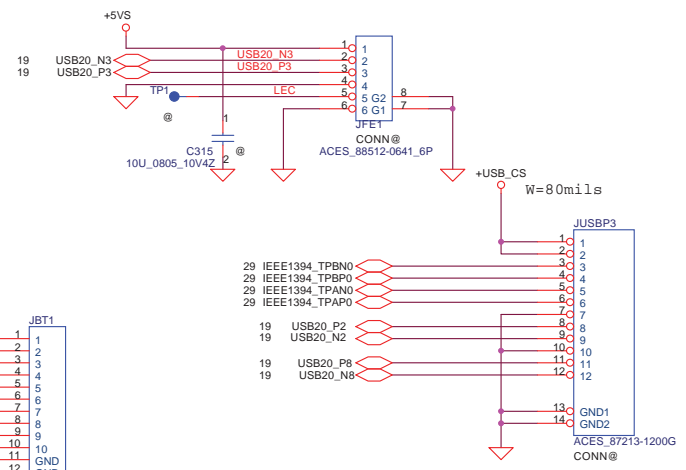 +5VS
19 USB20_N3 USB20_N3 1 1
19 USB20_P3 USB20_P3 2 2
3 3
4 4
TP1 LEC 5 5 G2 8
@ 6 6 G1 7
JFE1
1
CONN@
C315 @
ACES_88512-0641_6P
10U_0805_10V4Z 2
+USB_CS
W=80mils
JUSBP3
1 1
2 2
29 IEEE1394_TPBN0 3 3
29 IEEE1394_TPBP0 4 4
29 IEEE1394_TPAN0 5 5
29 IEEE1394_TPAP0 6 6
7 7
19 USB20_P2 8 8
19 USB20_N2 9 9
10 10
19 USB20_P8 11 11
19 USB20_N8 12 12
13 GND1
14 GND2
ACES_87213-1200G
CONN@
JBT1
1 1
2 2
3 3
4 4
5 5
6 6
7 7
8 8
9 9
10 10
11 GND
12